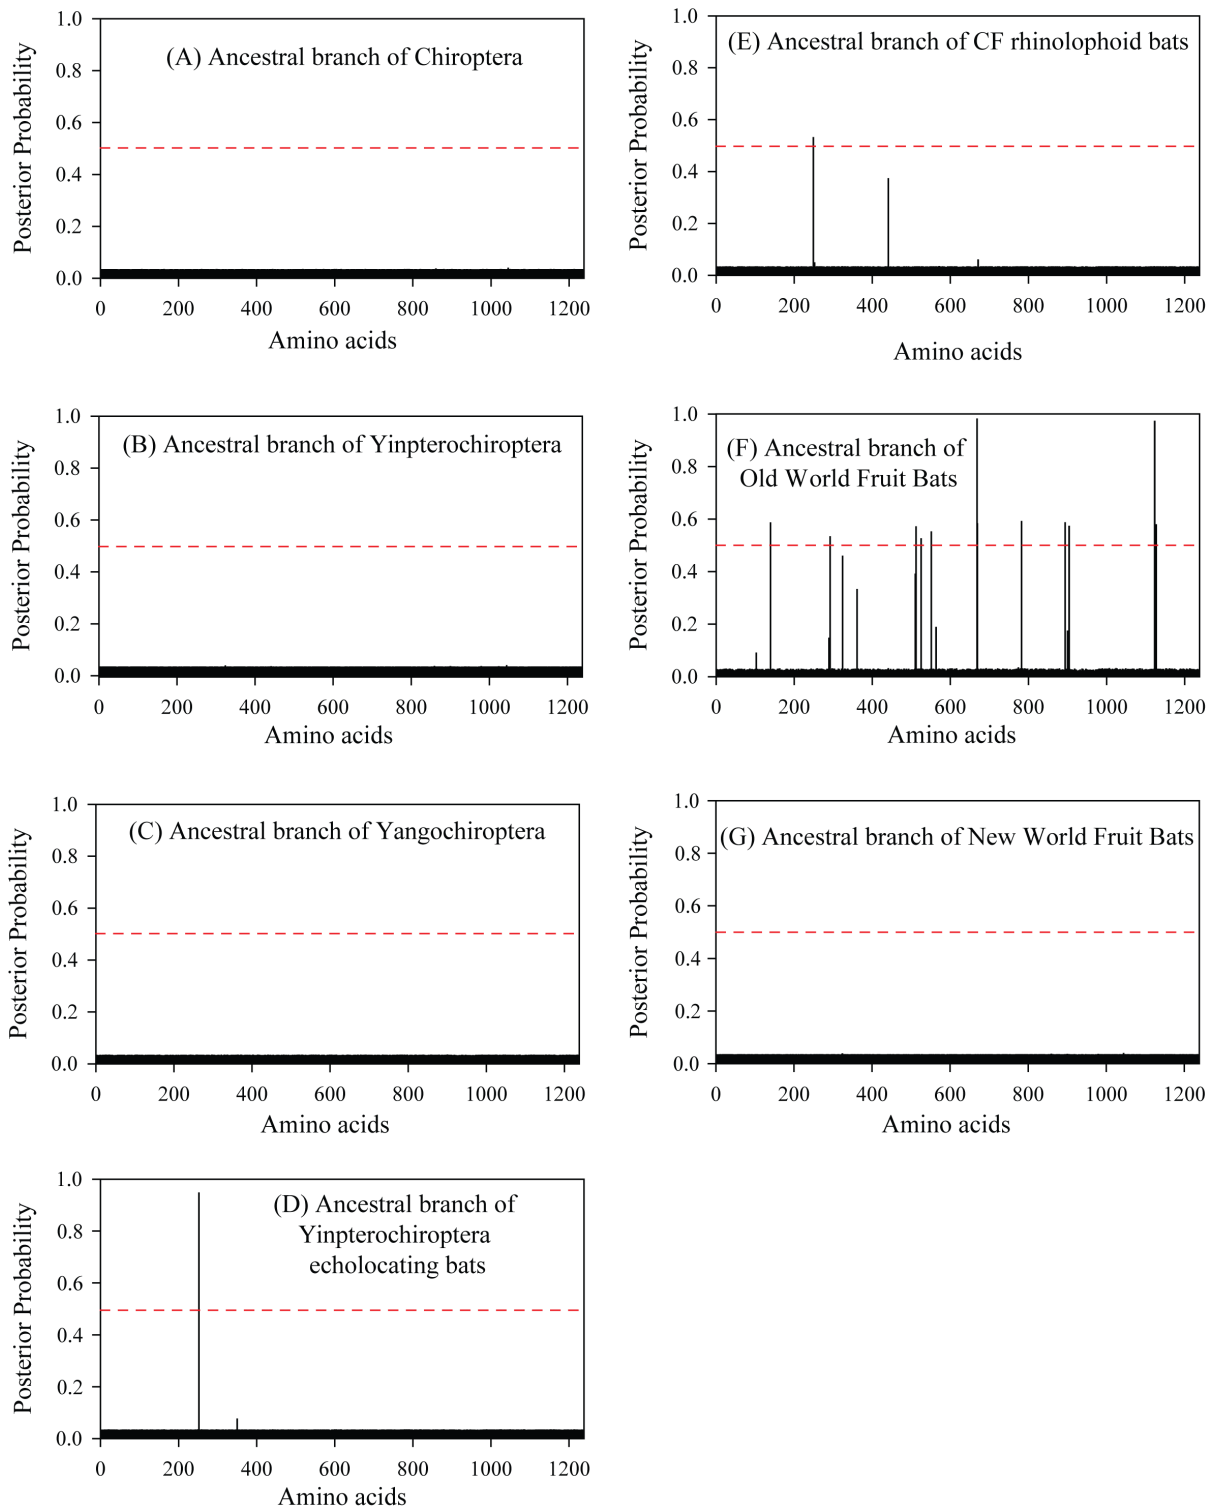 (A) Ancestral branch of Chiroptera
Posterior Probability
1.0
0.8
0.6
0.4
0.2
0.0
0 200 400 600 800 1000 1200
Amino acids
(B) Ancestral branch of Yinpterochiroptera
Posterior Probability
1.0
0.8
0.6
0.4
0.2
0.0
0 200 400 600 800 1000 1200
Amino acids
(C) Ancestral branch of Yangochiroptera
Posterior Probability
1.0
0.8
0.6
0.4
0.2
0.0
0 200 400 600 800 1000 1200
Amino acids
(D) Ancestral branch of
Yinpterochiroptera
echolocating bats
Posterior Probability
1.0
0.8
0.6
0.4
0.2
0.0
0 200 400 600 800 1000 1200
Amino acids
(E) Ancestral branch of CF rhinolophoid bats
Posterior Probability
1.0
0.8
0.6
0.4
0.2
0.0
0 200 400 600 800 1000 1200
Amino acids
(F) Ancestral branch of
Old World Fruit Bats
Posterior Probability
1.0
0.8
0.6
0.4
0.2
0.0
0 200 400 600 800 1000 1200
Amino acids
(G) Ancestral branch of New World Fruit Bats
Posterior Probability
1.0
0.8
0.6
0.4
0.2
0.0
0 200 400 600 800 1000 1200
Amino acids